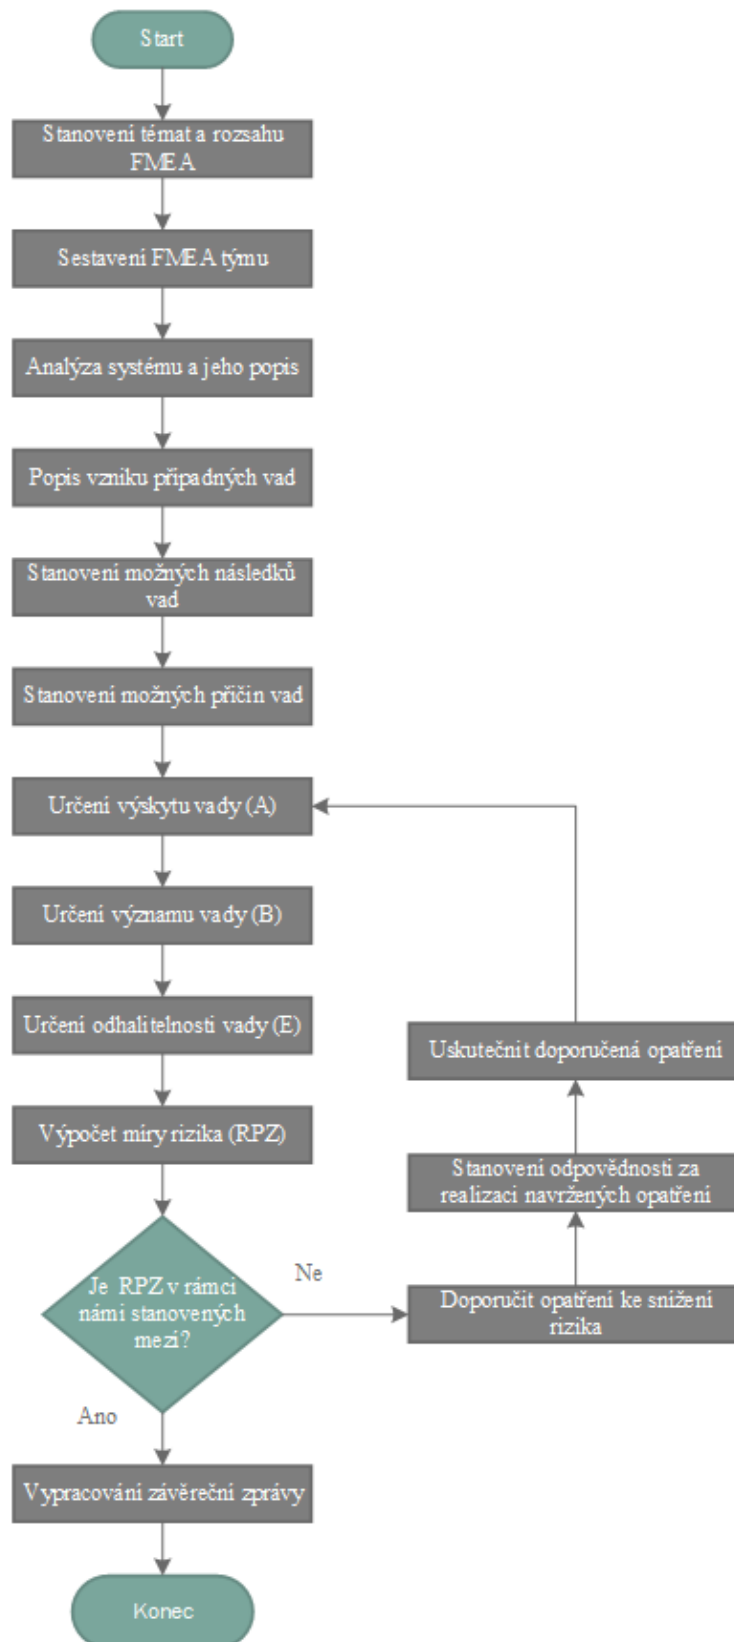 Start
Stanovení témat a rozsahu
FMEA
Sestavení FMEA týmu
Analýza systému a jeho popis
Popis vzniku případných vad
Stanovení možných následků
vad
Stanovení možných příčin vad
Určení výskytu vady (A)
Určení významu vady (B)
Určení odhalitelnosti vady (E)
Výpočet míry rizika (RPZ)
Je RPZ v rámci
námi stanovených
mezí?
Ne
Doporučit opatření ke snížení
rizika
Stanovení odpovědnosti za
realizaci navržených opatření
Uskutečnit doporučená opatření
Ano
Vypracování závěreční zprávy
Konec